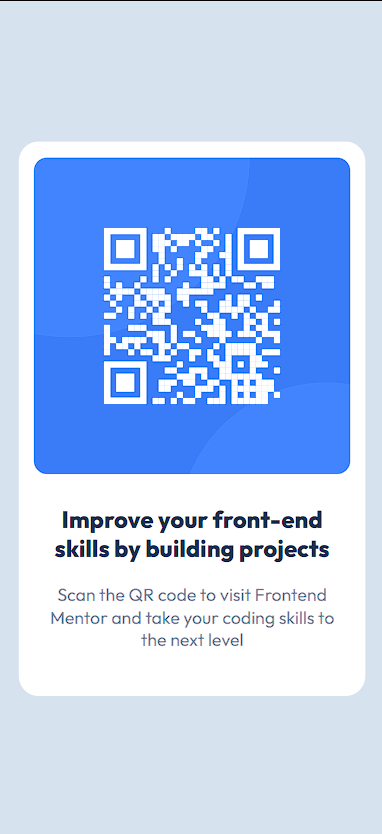 Improve your front-end
skills by building projects
Scan the QR code to visit Frontend
Mentor and take your coding skills to
the next level